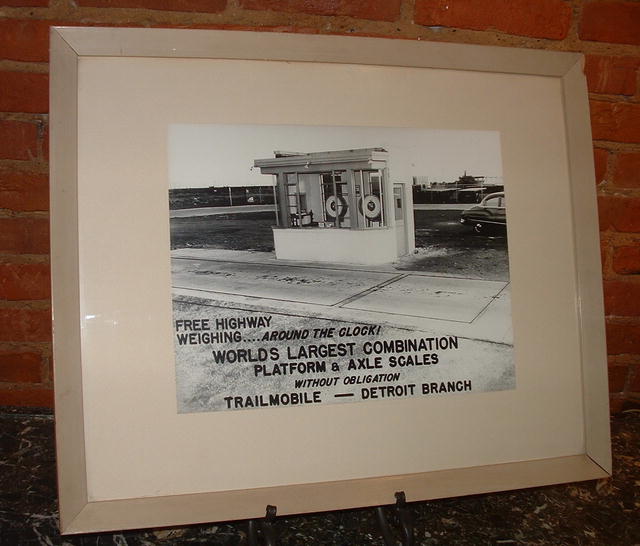 FREE HIGHWAY
WEIGHING....AROUND THE CLOCK!
WORLDS LARGEST COMBINATION
PLATFORM & AXLE SCALES
WITHOUT OBLIGATION
TRAILMOBILE — DETROIT BRANCH